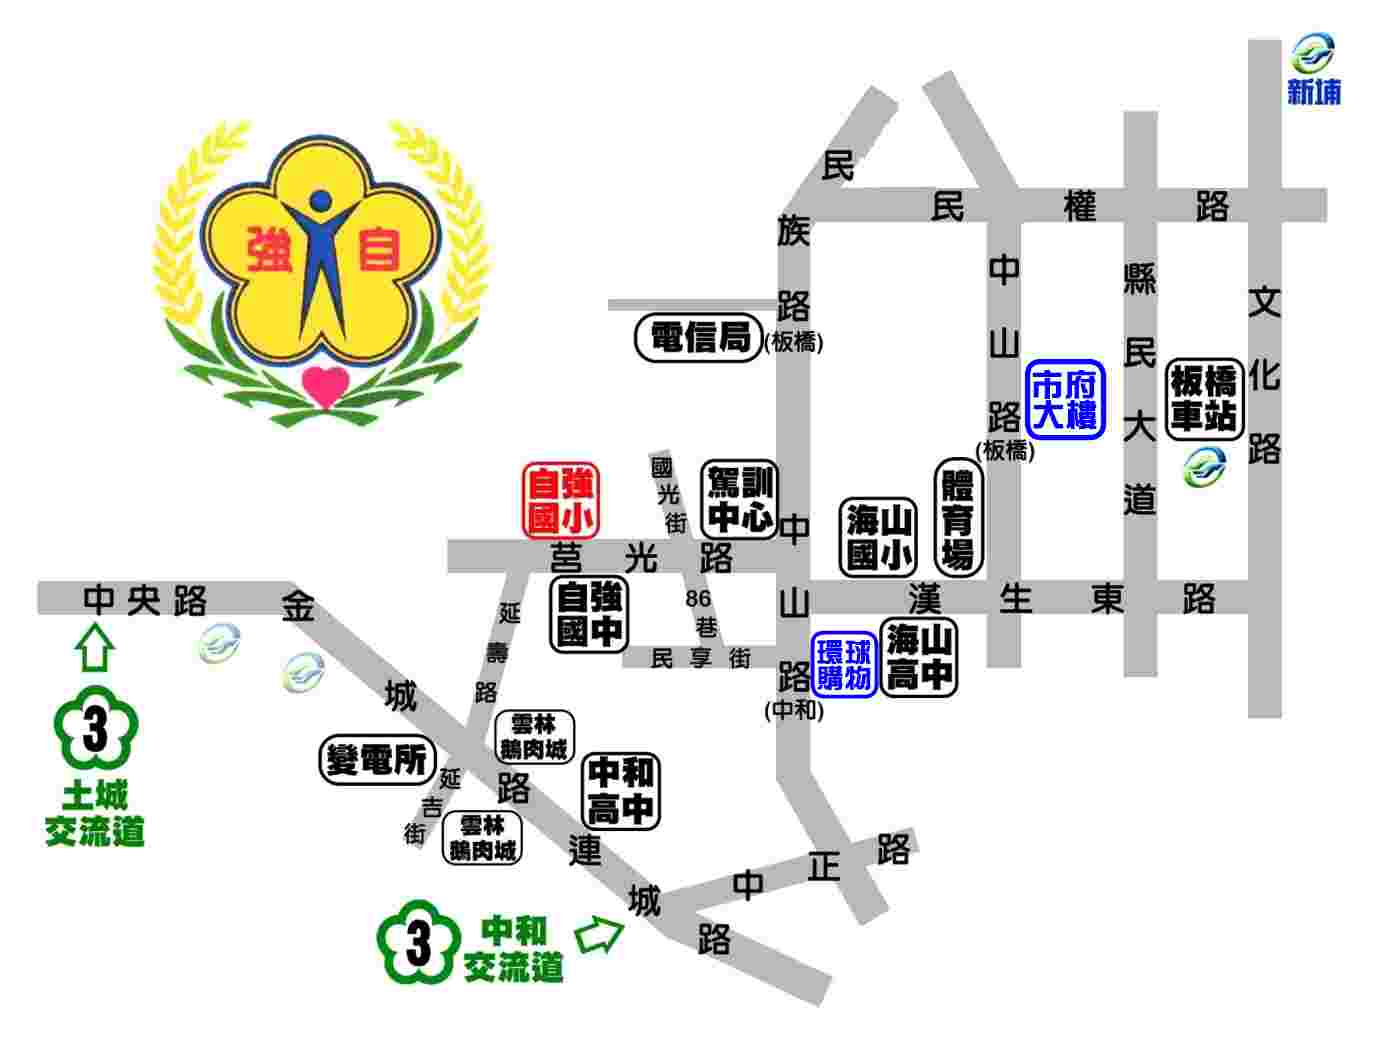 新埔
強自
民族路
(板橋)
民權路
中山路
(板橋)
縣民大道
文化路
電信局
市府
大樓
板橋
車站
國光街
自強
國小
駕訓
中心
海山
國小
體育場
莒光路
中山路
(中和)
漢生東路
中央路
金城路
自強
國中
延壽路
86巷
民享街
環球
購物
海山
高中
3
土城
交流道
變電所
雲林
鵝肉城
延吉街
雲林
鵝肉城
中和
高中
連城路
中正路
3
中和
交流道